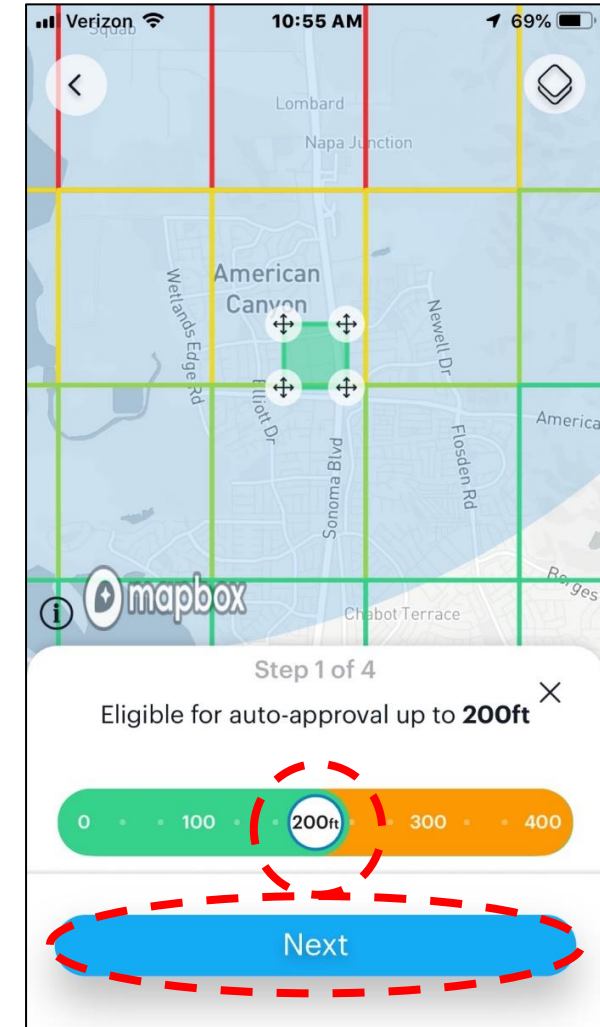 Verizon 10:55 AM 69%
Squab
Lombard
Napa Junction
American
Canyon
Wetlands Edge Rd
Newell Dr
Elliott Dr
America
Flosden Rd
Sonoma Blvd
mapbox
Borges
Chabot Terrace
Step 1 of 4
Eligible for auto-approval up to 200ft
0 100 200ft 300 400
Next